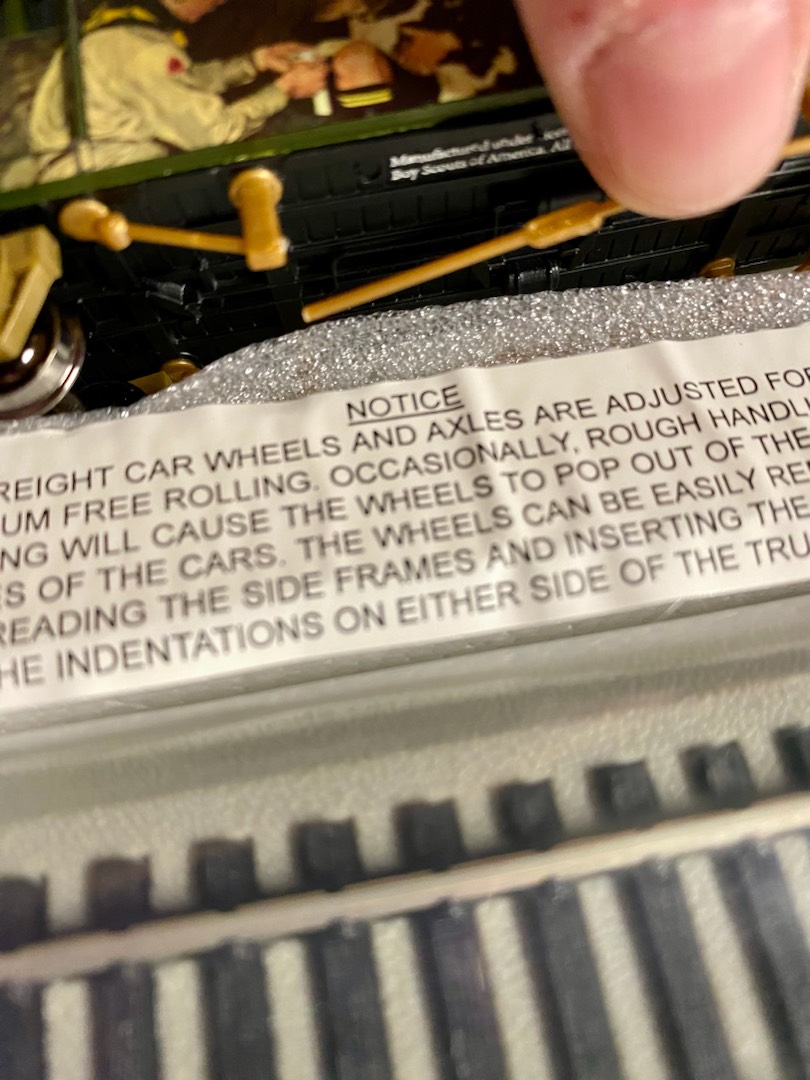 Manufactured under
Boy Scouts of America. All
NOTICE
REIGHT CAR WHEELS AND AXLES ARE ADJUSTED FOR
UM FREE ROLLING. OCCASIONALLY, ROUGH HANDLI
NG WILL CAUSE THE WHEELS TO POP OUT OF THE
ES OF THE CARS. THE WHEELS CAN BE EASILY RE
READING THE SIDE FRAMES AND INSERTING THE
HE INDENTATIONS ON EITHER SIDE OF THE TRU